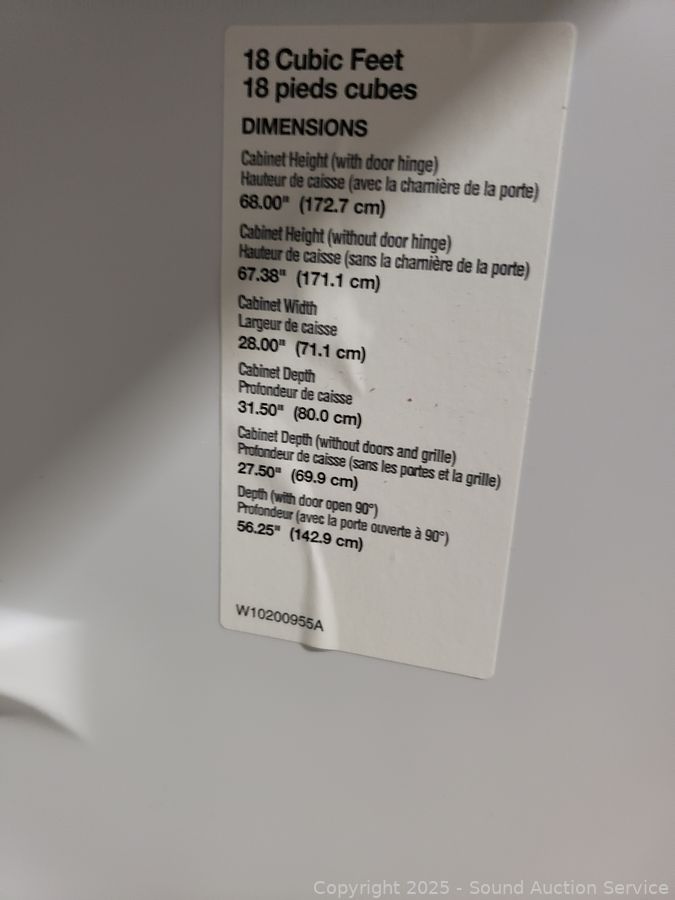 18 Cubic Feet
18 pieds cubes
DIMENSIONS
Cabinet Height (with door hinge)
Hauteur de caisse (avec la charnière de la porte)
68.00" (172.7 cm)
Cabinet Height (without door hinge)
Hauteur de caisse (sans la charnière de la porte)
67.38" (171.1 cm)
Cabinet Width
Largeur de caisse
28.00" (71.1 cm)
Cabinet Depth
Profondeur de caisse
31.50" (80.0 cm)
Cabinet Depth (without doors and grille)
Profondeur de caisse (sans les portes et la grille)
27.50" (69.9 cm)
Depth (with door open 90°)
Profondeur (avec la porte ouverte à 90°)
56.25" (142.9 cm)
W10200955A
Copyright 2025 - Sound Auction Service